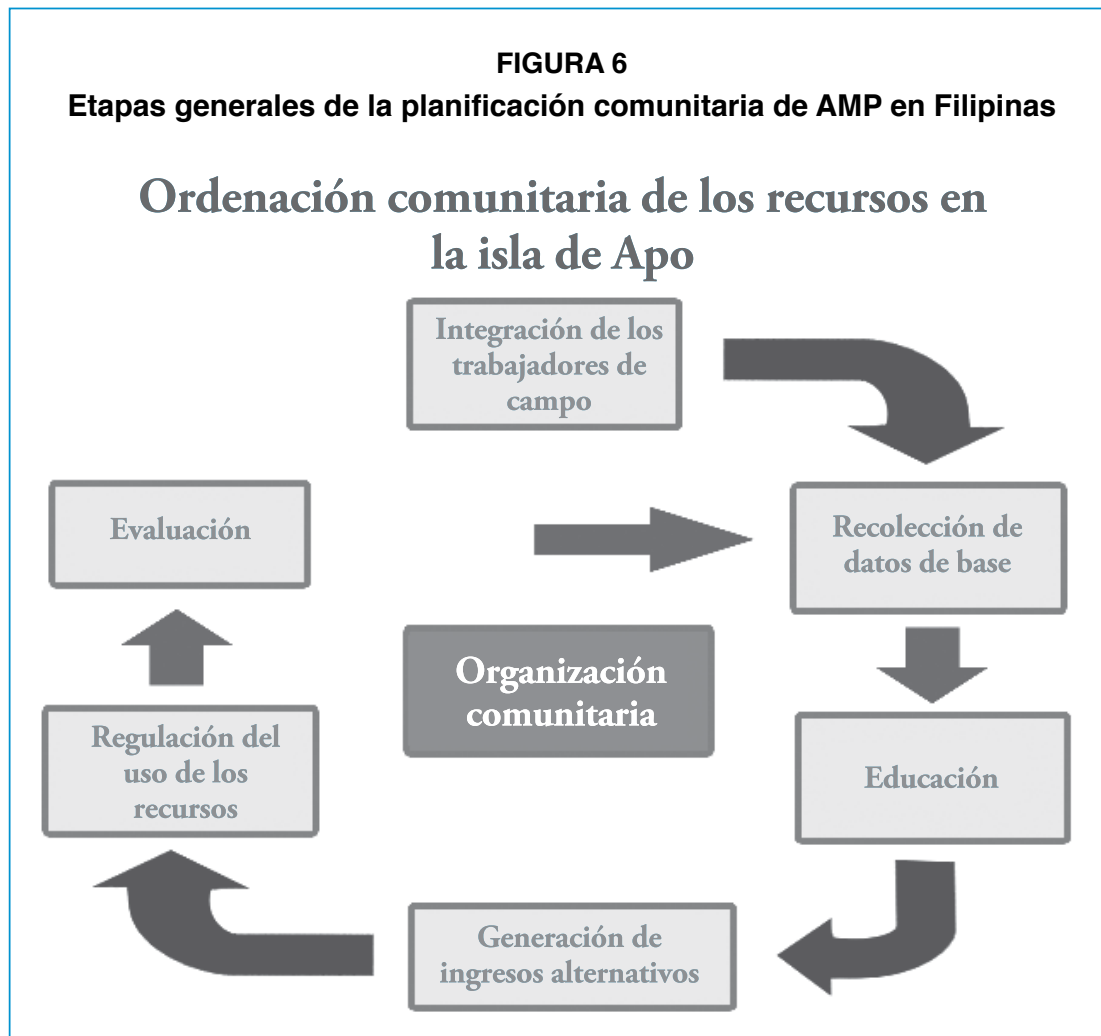 FIGURA 6
Etapas generales de la planificación comunitaria de AMP en Filipinas
Ordenación comunitaria de los recursos en
la isla de Apo
Integración de los
trabajadores de
campo
Recolección de
datos de base
Educación
Generación de
ingresos alternativos
Regulación del
uso de los
recursos
Evaluación
Organización
comunitaria